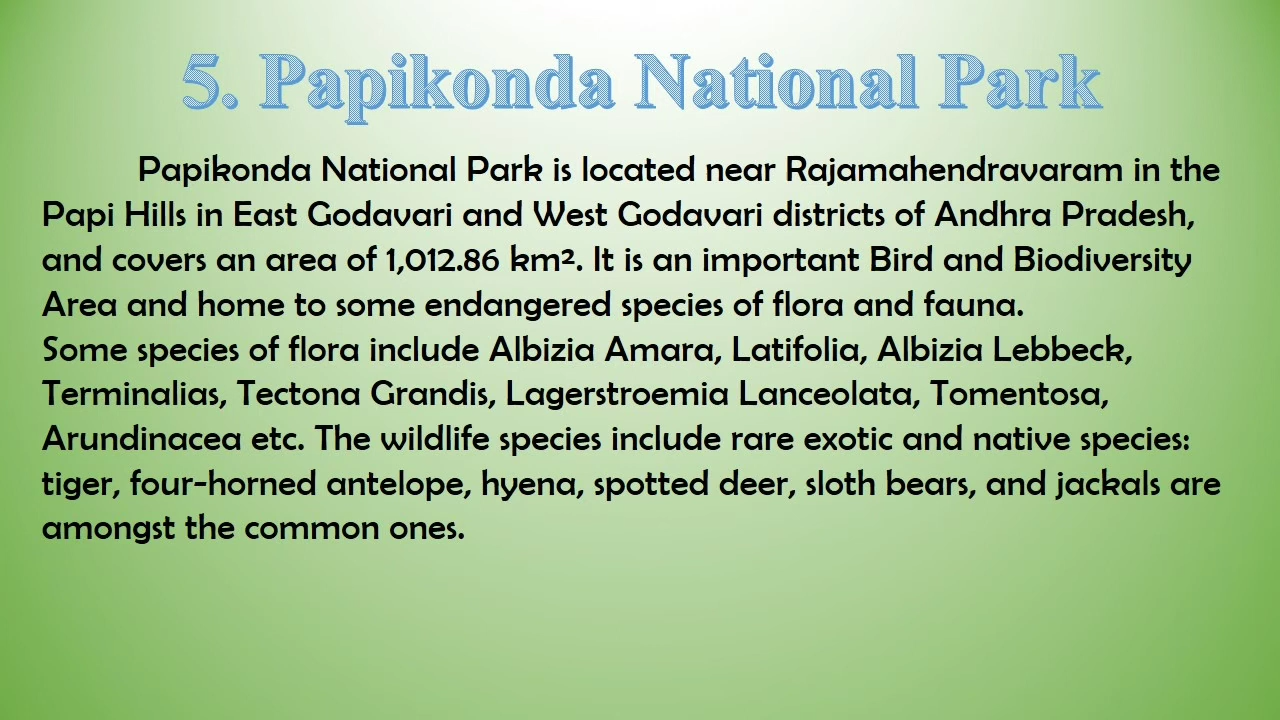 5. Papikonda National Park
Papikonda National Park is located near Rajamahendravaram in the
Papi Hills in East Godavari and West Godavari districts of Andhra Pradesh,
and covers an area of 1,012.86 km². It is an important Bird and Biodiversity
Area and home to some endangered species of flora and fauna.
Some species of flora include Albizia Amara, Latifolia, Albizia Lebbeck,
Terminalias, Tectona Grandis, Lagerstroemia Lanceolata, Tomentosa,
Arundinacea etc. The wildlife species include rare exotic and native species:
tiger, four-horned antelope, hyena, spotted deer, sloth bears, and jackals are
amongst the common ones.